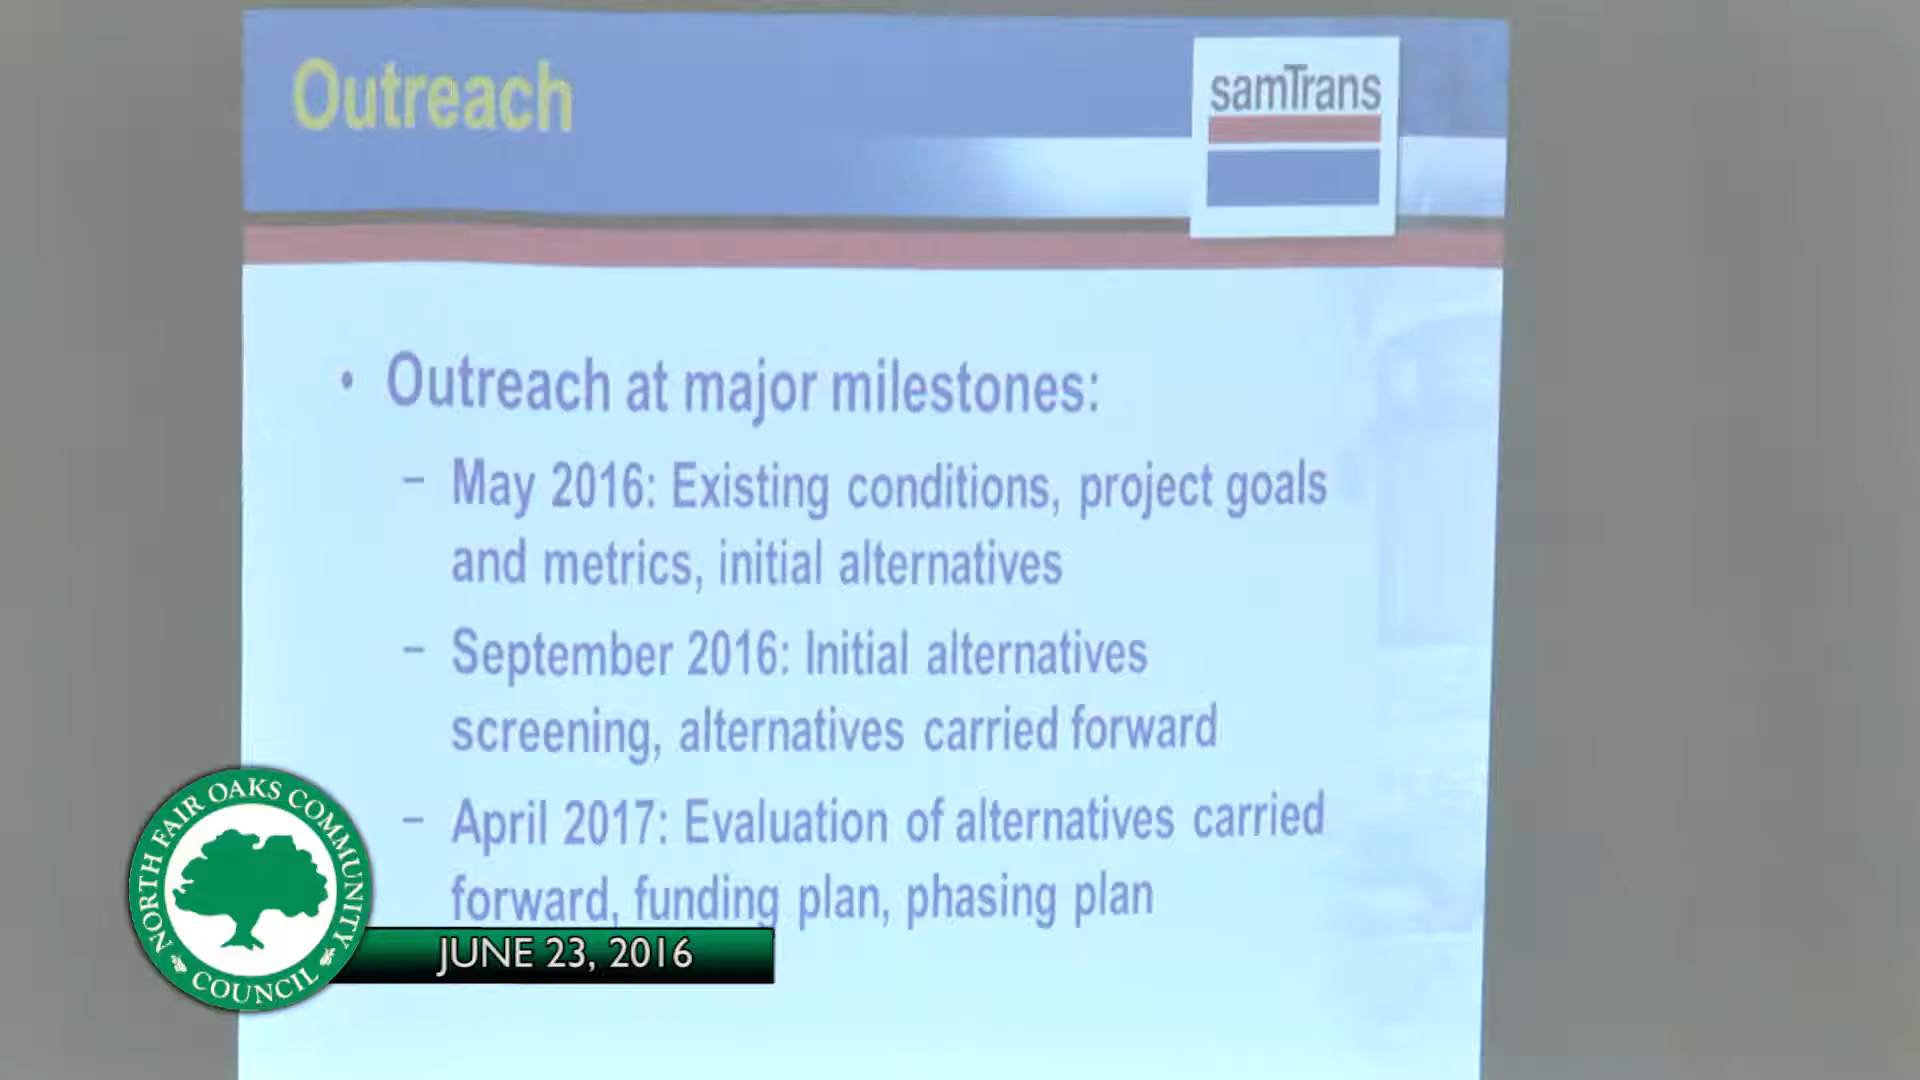 Outreach
samTrans
• Outreach at major milestones:
– May 2016: Existing conditions, project goals
and metrics, initial alternatives
– September 2016: Initial alternatives
screening, alternatives carried forward
– April 2017: Evaluation of alternatives carried
forward, funding plan, phasing plan
NORTH FAIR OAKS COMMUNITY
COUNCIL
JUNE 23, 2016